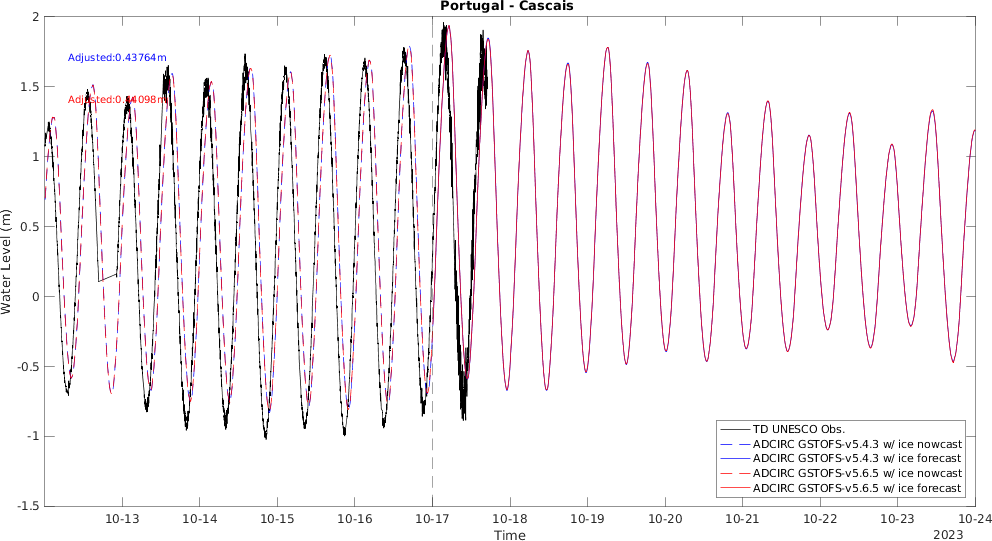 Portugal - Cascais
2
1.5
1
0.5
0
-0.5
-1
-1.5
Water Level (m)
Adjusted:0.43764m
Adjusted:0.44098m
TD UNESCO Obs.
ADCIRC GSTOFS-v5.4.3 w/ ice nowcast
ADCIRC GSTOFS-v5.4.3 w/ ice forecast
ADCIRC GSTOFS-v5.6.5 w/ ice nowcast
ADCIRC GSTOFS-v5.6.5 w/ ice forecast
10-13 10-14 10-15 10-16 10-17 10-18 10-19 10-20 10-21 10-22 10-23 10-24
Time
2023